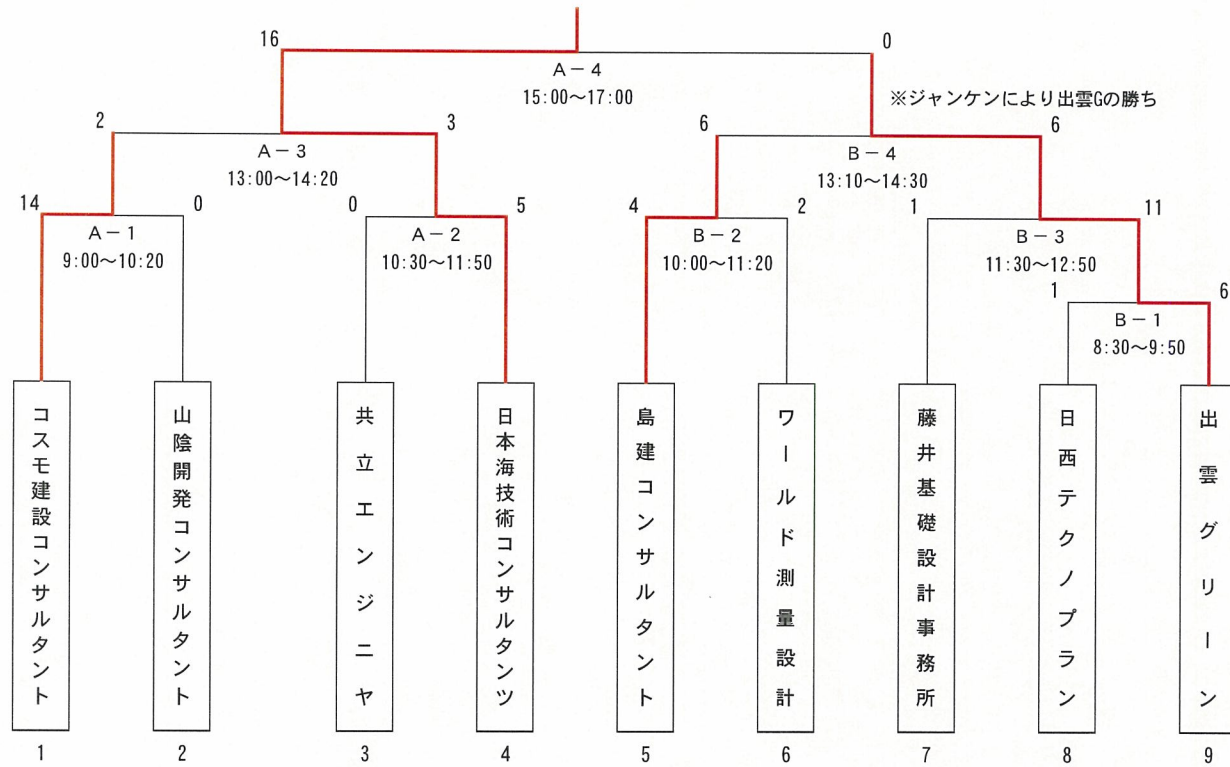 16
0
A-4
15:00～17:00
※ジャンケンにより出雲Gの勝ち
2
3
6
6
A-3
13:00～14:20
B-4
13:10～14:30
14
0
0
5
4
2
1
11
A-1
9:00～10:20
A-2
10:30～11:50
B-2
10:00～11:20
B-3
11:30～12:50
1
6
B-1
8:30～9:50
コスモ建設コンサルタント
山陰開発コンサルタント
共立エンジニヤ
日本海技術コンサルタンツ
島建コンサルタント
ワールド測量設計
藤井基礎設計事務所
日西テクノプラン
出雲グリーン
1
2
3
4
5
6
7
8
9